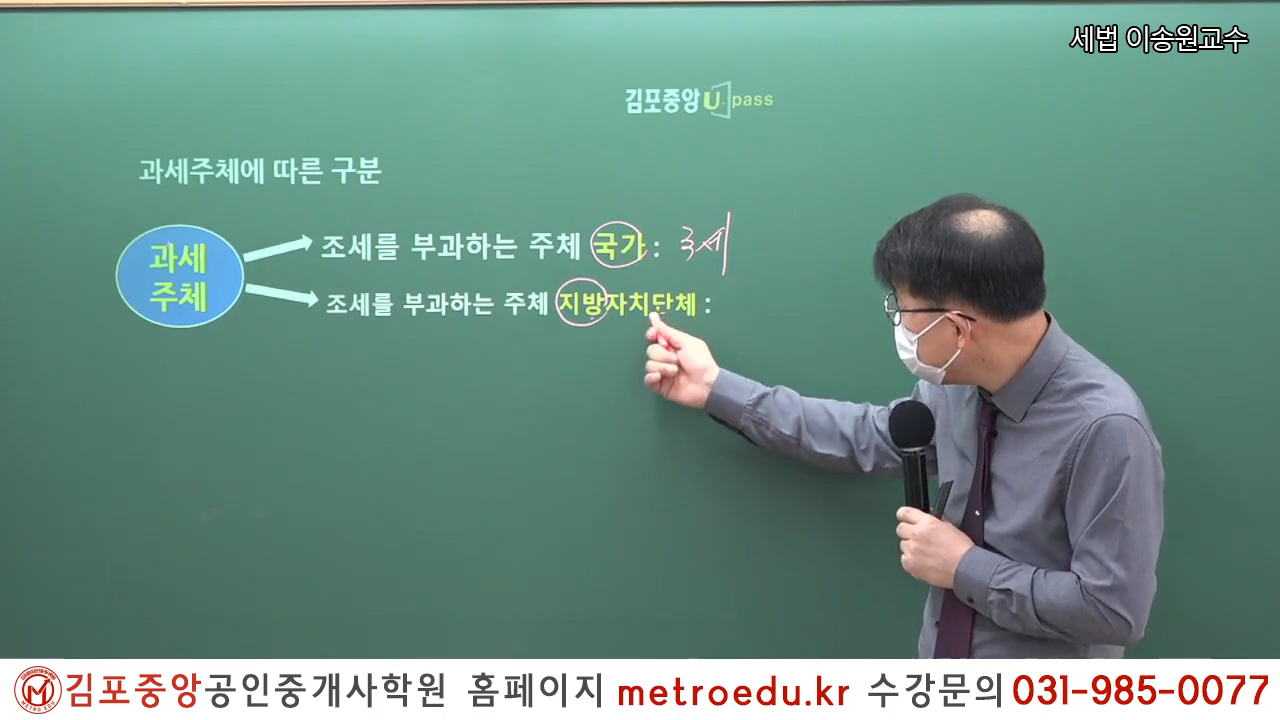 세법 이송원교수
김포중앙 U pass
과세주체에 따른 구분
과세
주체
조세를 부과하는 주체 국가 : 국세
조세를 부과하는 주체 지방자치단체 :
김포중앙공인중개사학원 홈페이지 metroedu.kr 수강문의 031-985-0077